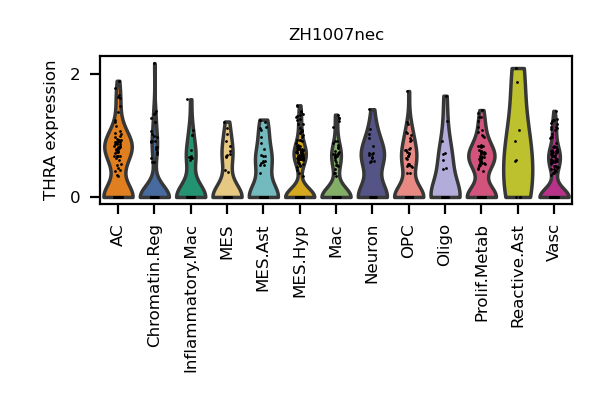 ZH1007nec
THRA expression
2
0
AC
Chromatin.Reg
Inflammatory.Mac
MES
MES.Ast
MES.Hyp
Mac
Neuron
OPC
Oligo
Prolif.Metab
Reactive.Ast
Vasc